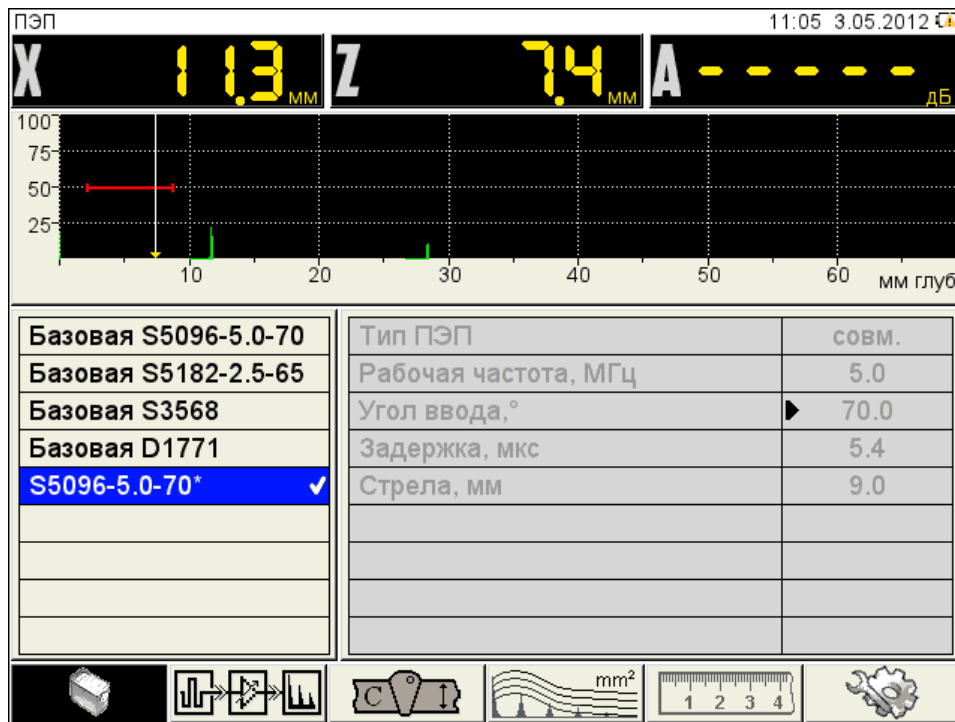 ПЭП 11:05 3.05.2012
X 11.3 мм Z 7.4 мм A - - - - - дБ
100
75
50
25
10 20 30 40 50 60 мм глуб
Базовая S5096-5.0-70
Базовая S5182-2.5-65
Базовая S3568
Базовая D1771
S5096-5.0-70*
Тип ПЭП совм.
Рабочая частота, МГц 5.0
Угол ввода,° 70.0
Задержка, мкс 5.4
Стрела, мм 9.0
C mm² 1 2 3 4